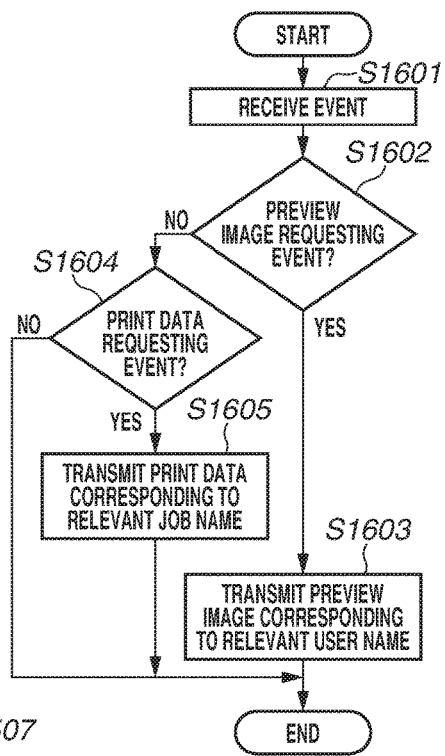 START
S1601
RECEIVE EVENT
S1602
PREVIEW
IMAGE REQUESTING
EVENT?
NO
YES
S1604
PRINT DATA
REQUESTING
EVENT?
NO
YES
S1605
TRANSMIT PRINT DATA
CORRESPONDING TO
RELEVANT JOB NAME
S1603
TRANSMIT PREVIEW
IMAGE CORRESPONDING
TO RELEVANT USER NAME
END